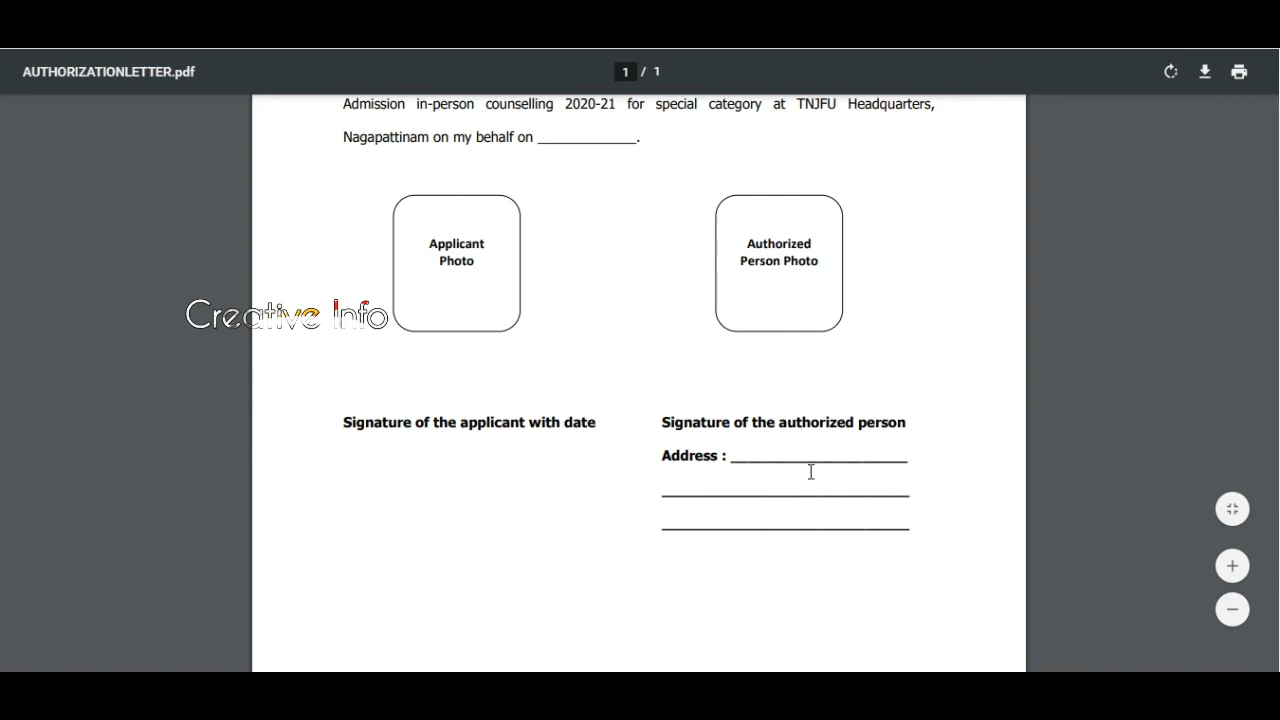 AUTHORIZATIONLETTER.pdf
1 / 1
Admission in-person counselling 2020-21 for special category at TNJFU Headquarters,
Nagapattinam on my behalf on _____________.
Applicant
Photo
Authorized
Person Photo
Creative Info
Signature of the applicant with date
Signature of the authorized person
Address : ______________________